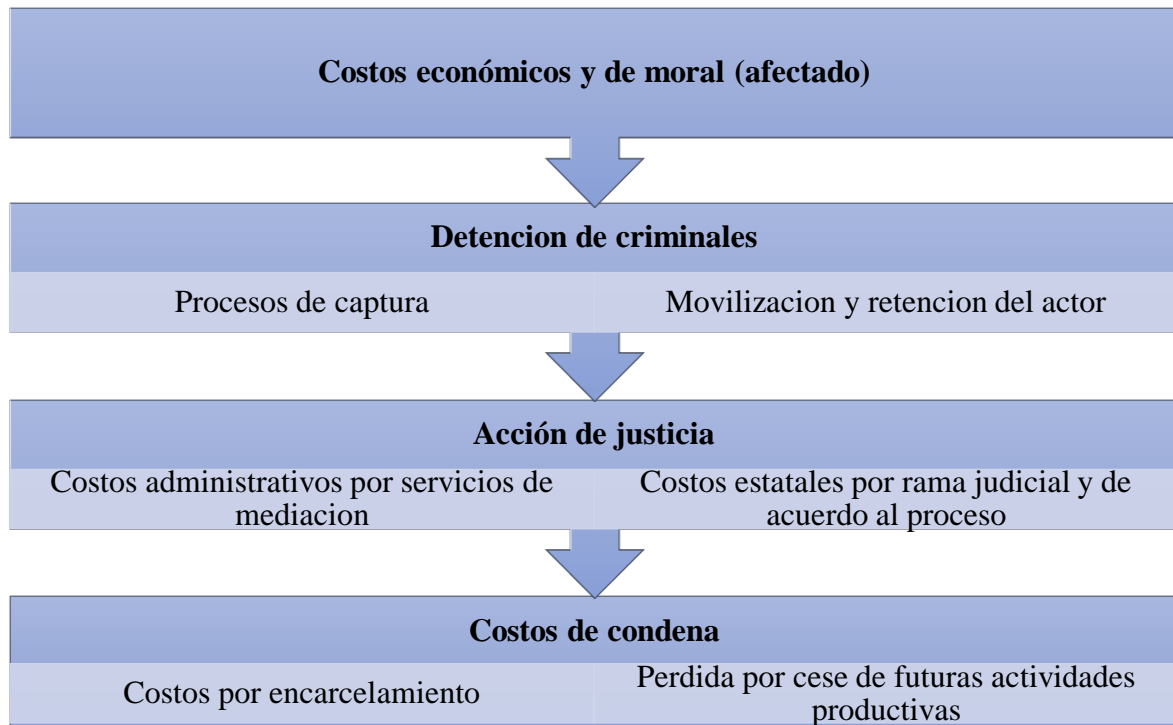 Costos económicos y de moral (afectado)
Detencion de criminales
Procesos de captura
Movilizacion y retencion del actor
Acción de justicia
Costos administrativos por servicios de
mediacion
Costos estatales por rama judicial y de
acuerdo al proceso
Costos de condena
Costos por encarcelamiento
Perdida por cese de futuras actividades
productivas